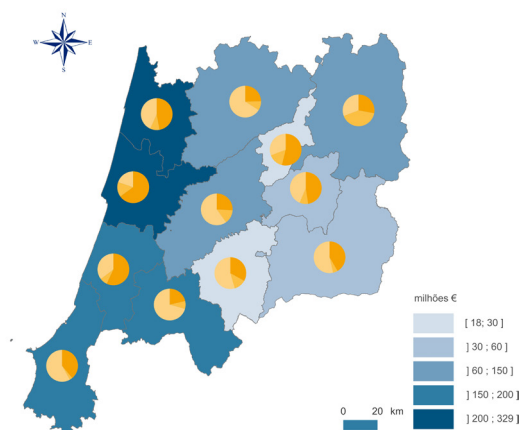 N
W E
S
milhões €
[ 18; 30 ]
] 30 ; 60 ]
] 60 ; 150 ]
] 150 ; 200 ]
] 200 ; 329 ]
0 20 km